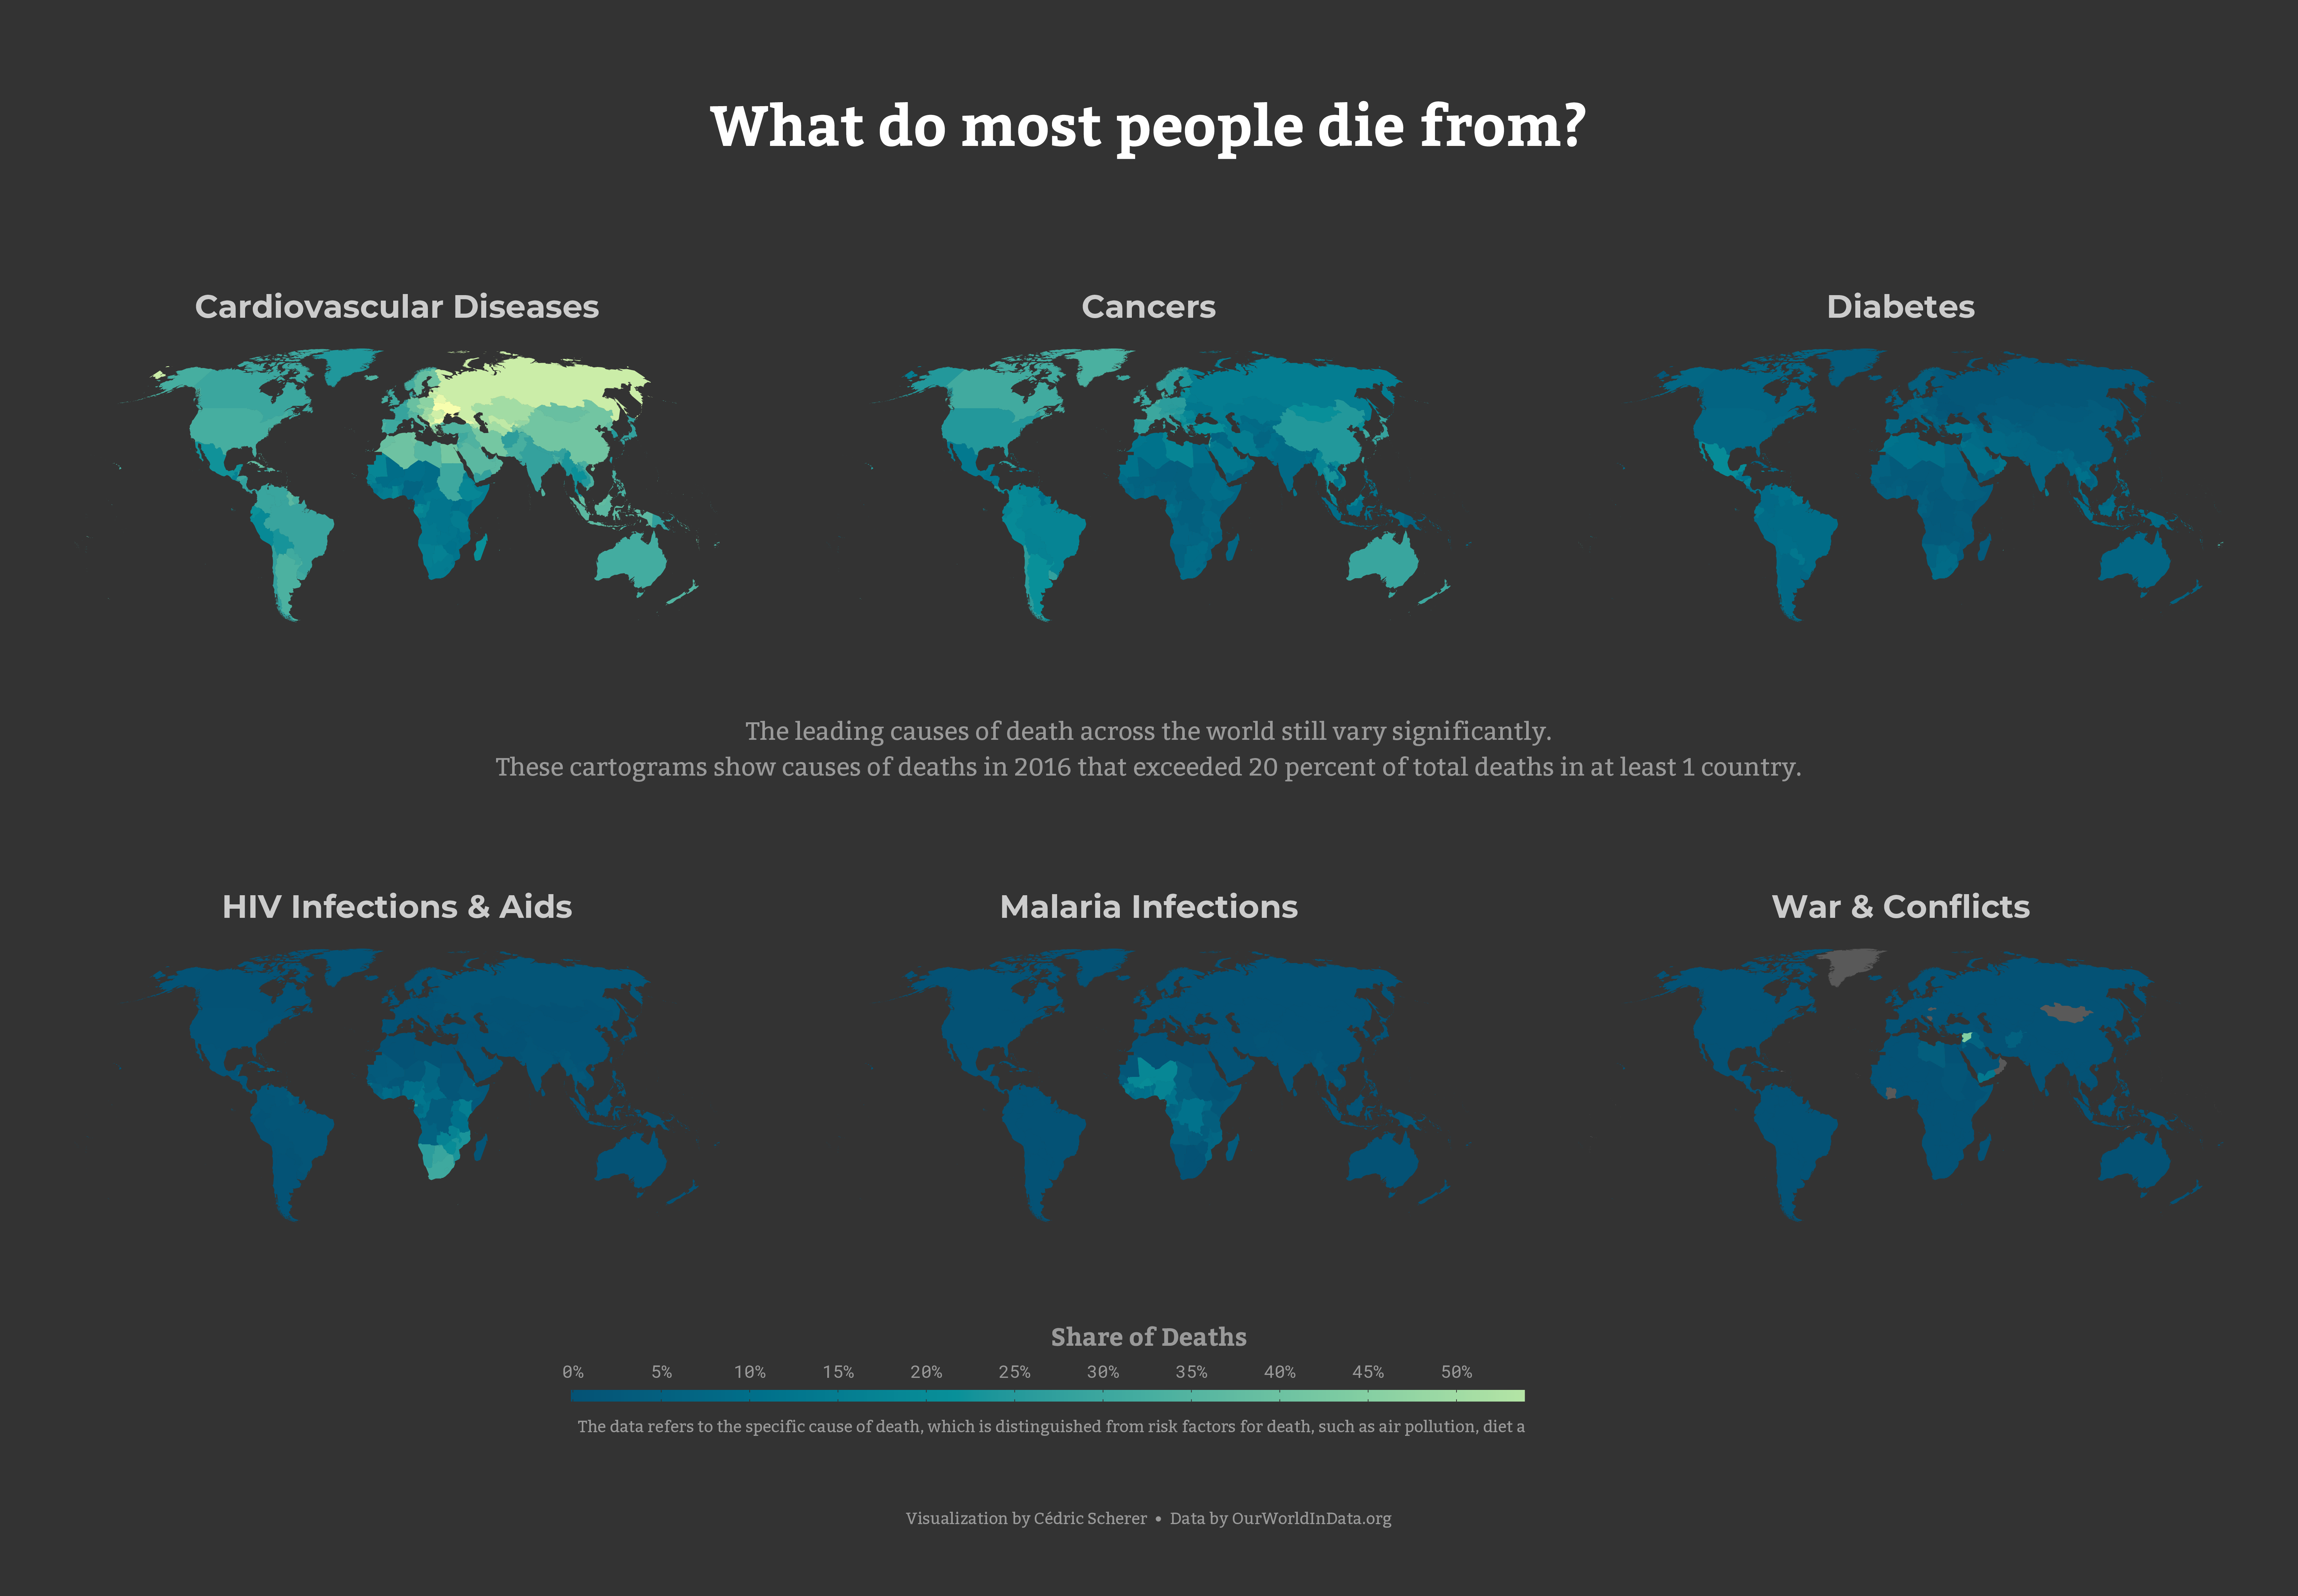 What do most people die from?
Cardiovascular Diseases
Cancers
Diabetes
The leading causes of death across the world still vary significantly.
These cartograms show causes of deaths in 2016 that exceeded 20 percent of total deaths in at least 1 country.
HIV Infections & Aids
Malaria Infections
War & Conflicts
Share of Deaths
0% 5% 10% 15% 20% 25% 30% 35% 40% 45% 50%
The data refers to the specific cause of death, which is distinguished from risk factors for death, such as air pollution, diet a
Visualization by Cédric Scherer • Data by OurWorldInData.org